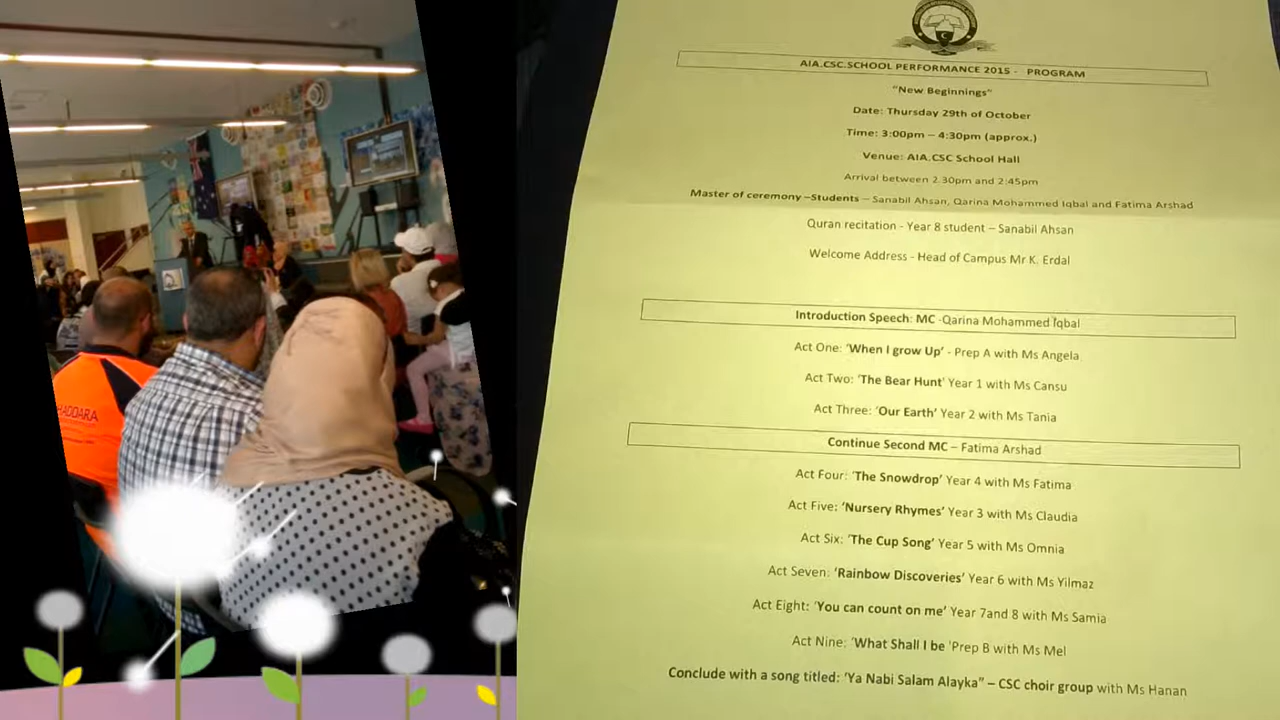 HADDARA
AIA.CSC.SCHOOL PERFORMANCE 2015 - PROGRAM
"New Beginnings"
Date: Thursday 29th of October
Time: 3:00pm – 4:30pm (approx.)
Venue: AIA.CSC School Hall
Arrival between 2.30pm and 2:45pm
Master of ceremony –Students – Sanabil Ahsan, Qarina Mohammed Iqbal and Fatima Arshad
Quran recitation - Year 8 student – Sanabil Ahsan
Welcome Address - Head of Campus Mr K. Erdal
Introduction Speech: MC -Qarina Mohammed Iqbal
Act One: 'When I grow Up' - Prep A with Ms Angela
Act Two: 'The Bear Hunt' Year 1 with Ms Cansu
Act Three: 'Our Earth' Year 2 with Ms Tania
Continue Second MC – Fatima Arshad
Act Four: 'The Snowdrop' Year 4 with Ms Fatima
Act Five: 'Nursery Rhymes' Year 3 with Ms Claudia
Act Six: 'The Cup Song' Year 5 with Ms Omnia
Act Seven: 'Rainbow Discoveries' Year 6 with Ms Yilmaz
Act Eight: 'You can count on me' Year 7and 8 with Ms Samia
Act Nine: 'What Shall I be 'Prep B with Ms Mel
Conclude with a song titled: 'Ya Nabi Salam Alayka" – CSC choir group with Ms Hanan